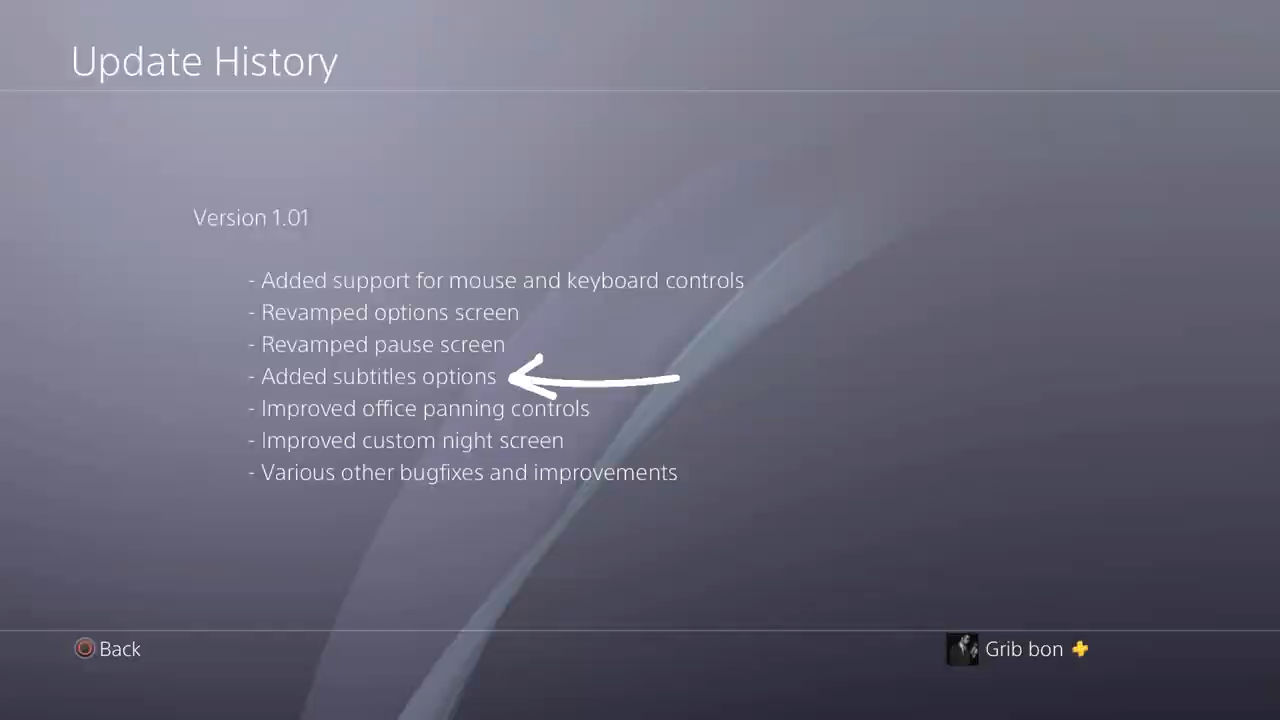 Update History
Version 1.01
- Added support for mouse and keyboard controls
- Revamped options screen
- Revamped pause screen
- Added subtitles options
- Improved office panning controls
- Improved custom night screen
- Various other bugfixes and improvements
Back
Grib bon